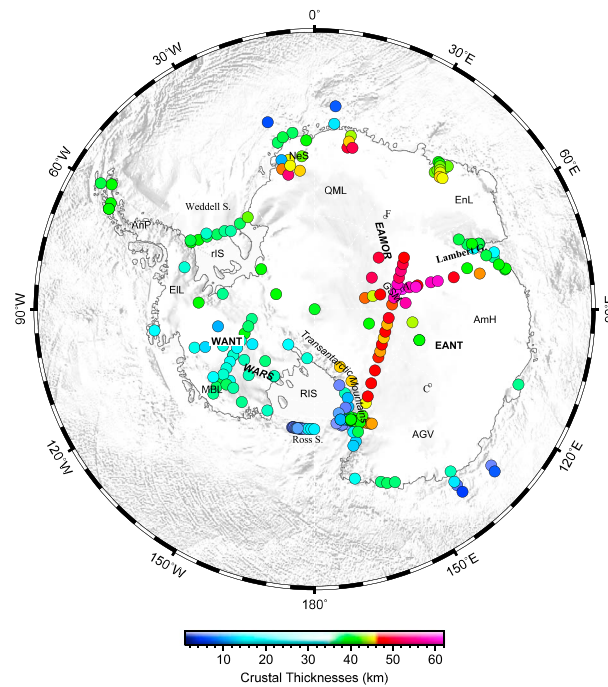 0°
30°W
30°E
60°W
60°E
NeS
QML
EnL
Weddell S.
AnP
F
EAMOR
rIS
Lambert G.
EIL
90°W
AmH
WANT
EANT
Transantarctic Mountains
WARS
MBL
RIS
C
Ross S.
AGV
120°W
120°E
150°W
150°E
180°
10 20 30 40 50 60
Crustal Thicknesses (km)